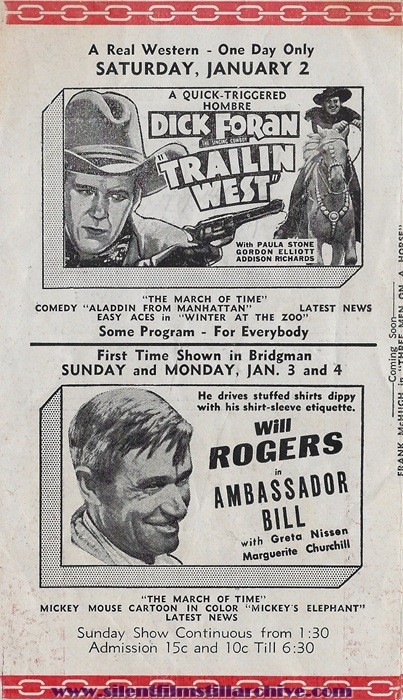 A Real Western - One Day Only
SATURDAY, JANUARY 2
A QUICK-TRIGGERED
HOMBRE
DICK FORAN
THE SINGING COWBOY
"TRAILIN
WEST"
With PAULA STONE
GORDON ELLIOTT
ADDISON RICHARDS
"THE MARCH OF TIME"
COMEDY "ALADDIN FROM MANHATTAN" LATEST NEWS
EASY ACES in "WINTER AT THE ZOO"
Some Program - For Everybody
First Time Shown in Bridgman
SUNDAY and MONDAY, JAN. 3 and 4
He drives stuffed shirts dippy
with his shirt-sleeve etiquette.
Will
ROGERS
in
AMBASSADOR
BILL
with Greta Nissen
Marguerite Churchill
"THE MARCH OF TIME"
MICKEY MOUSE CARTOON IN COLOR "MICKEY'S ELEPHANT"
LATEST NEWS
Sunday Show Continuous from 1:30
Admission 15c and 10c Till 6:30
Coming Soon
FRANK McHUGH in "THREE MEN ON A HORSE"
www.silentfilmstillarchive.com